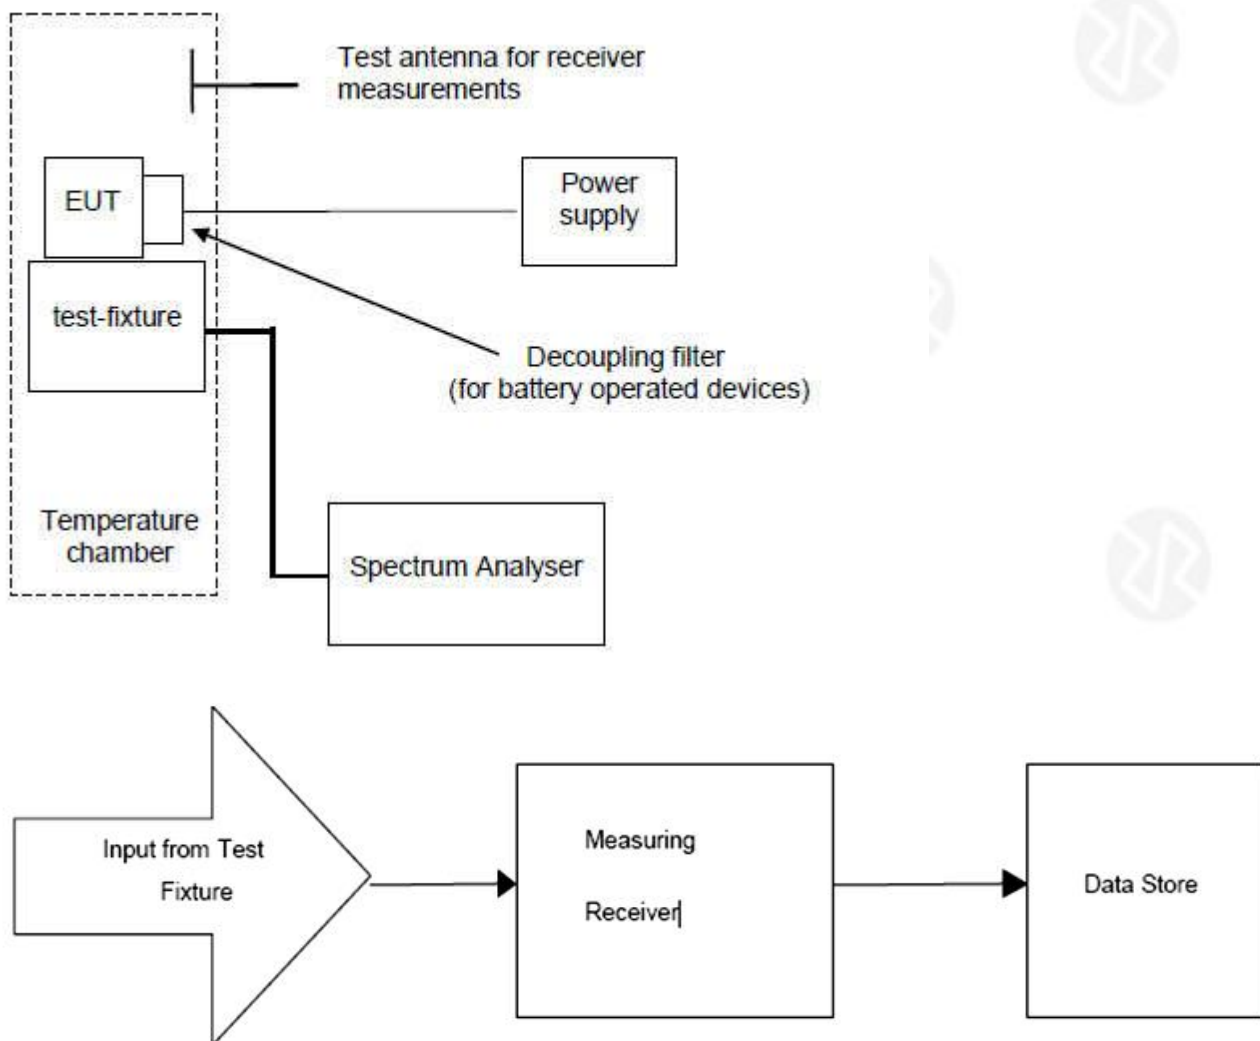 Test antenna for receiver
measurements
EUT
Power
supply
test-fixture
Decoupling filter
(for battery operated devices)
Temperature
chamber
Spectrum Analyser
Input from Test
Fixture
Measuring
Receiver
Data Store